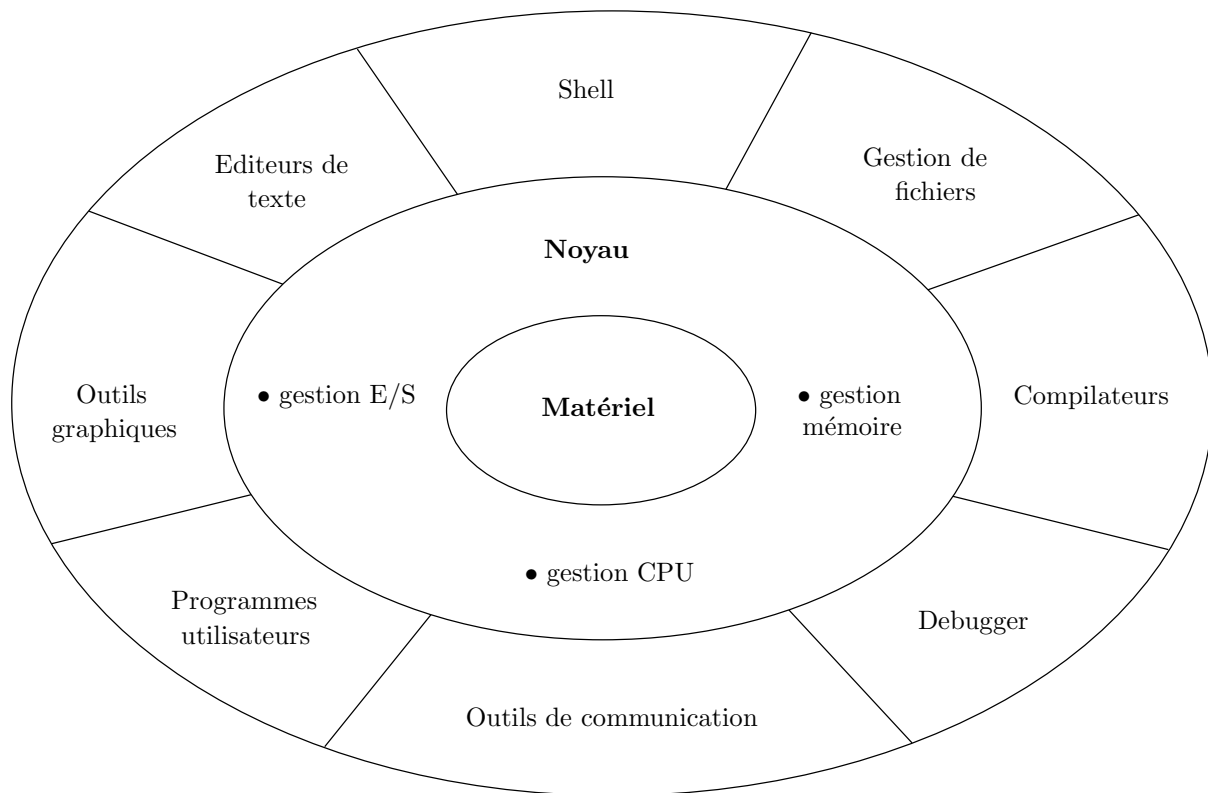 Shell
Editeurs de
texte
Gestion de
fichiers
Noyau
Outils
graphiques
• gestion E/S
Matériel
• gestion
mémoire
Compilateurs
• gestion CPU
Programmes
utilisateurs
Debugger
Outils de communication